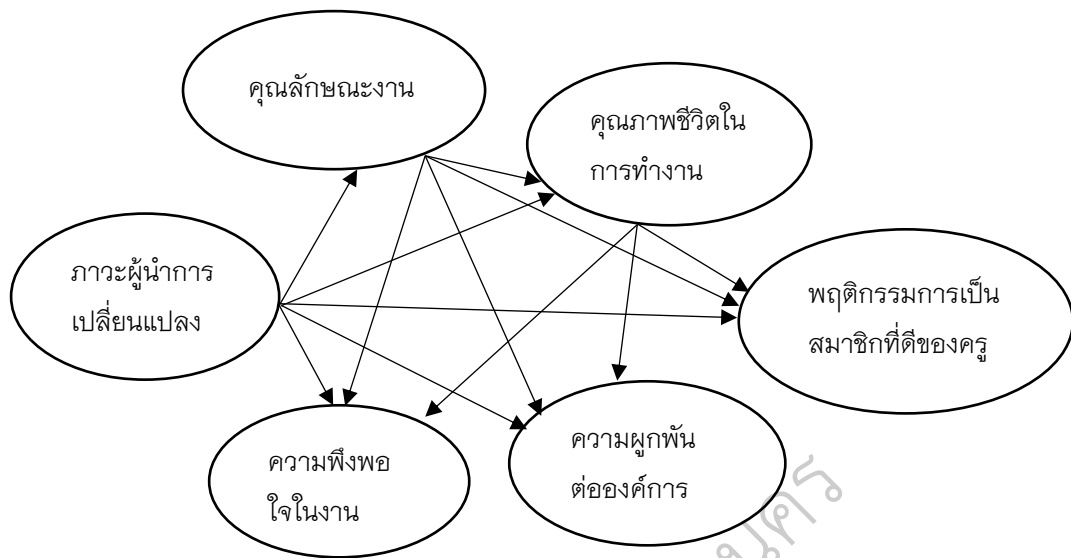 คุณลักษณะงาน
คุณภาพชีวิตใน
การทำงาน
ภาวะผู้นำการ
เปลี่ยนแปลง
พฤติกรรมการเป็น
สมาชิกที่ดีของครู
ความพึงพอ
ใจในงาน
ความผูกพัน
ต่อองค์การ